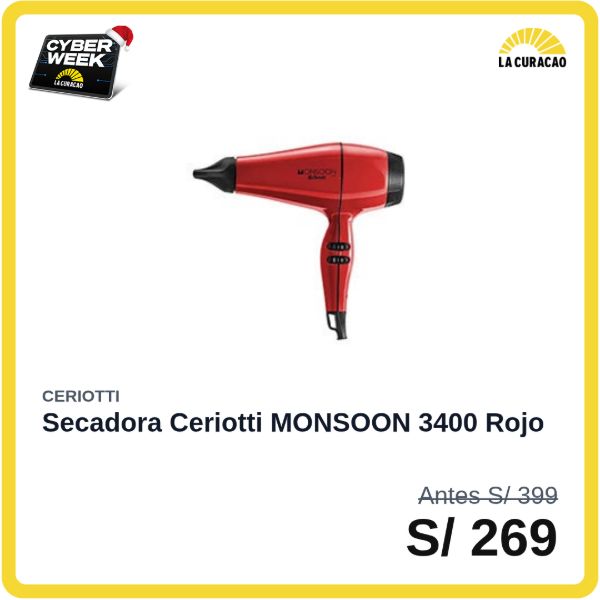 CYBER
WEEK
LA CURACAO
LA CURACAO
MONSOON
CERIOTTI
Secadora Ceriotti MONSOON 3400 Rojo
Antes S/ 399
S/ 269